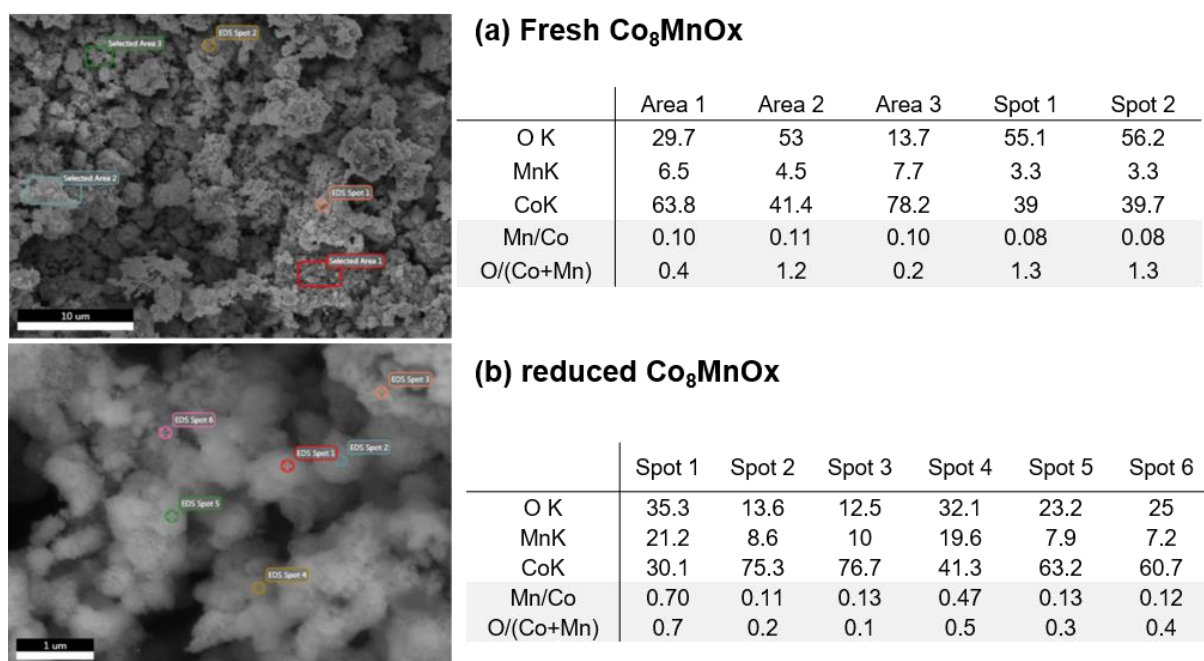 (a) Fresh Co₈MnOx
Selected Area 3
EDS Spot 2
Selected Area 2
EDS Spot 1
Selected Area 1
10 um
Area 1 Area 2 Area 3 Spot 1 Spot 2
O K 29.7 53 13.7 55.1 56.2
MnK 6.5 4.5 7.7 3.3 3.3
CoK 63.8 41.4 78.2 39 39.7
Mn/Co 0.10 0.11 0.10 0.08 0.08
O/(Co+Mn) 0.4 1.2 0.2 1.3 1.3
(b) reduced Co₈MnOx
EDS Spot 3
EDS Spot 6
EDS Spot 1
EDS Spot 2
EDS Spot 5
EDS Spot 4
1 um
Spot 1 Spot 2 Spot 3 Spot 4 Spot 5 Spot 6
O K 35.3 13.6 12.5 32.1 23.2 25
MnK 21.2 8.6 10 19.6 7.9 7.2
CoK 30.1 75.3 76.7 41.3 63.2 60.7
Mn/Co 0.70 0.11 0.13 0.47 0.13 0.12
O/(Co+Mn) 0.7 0.2 0.1 0.5 0.3 0.4